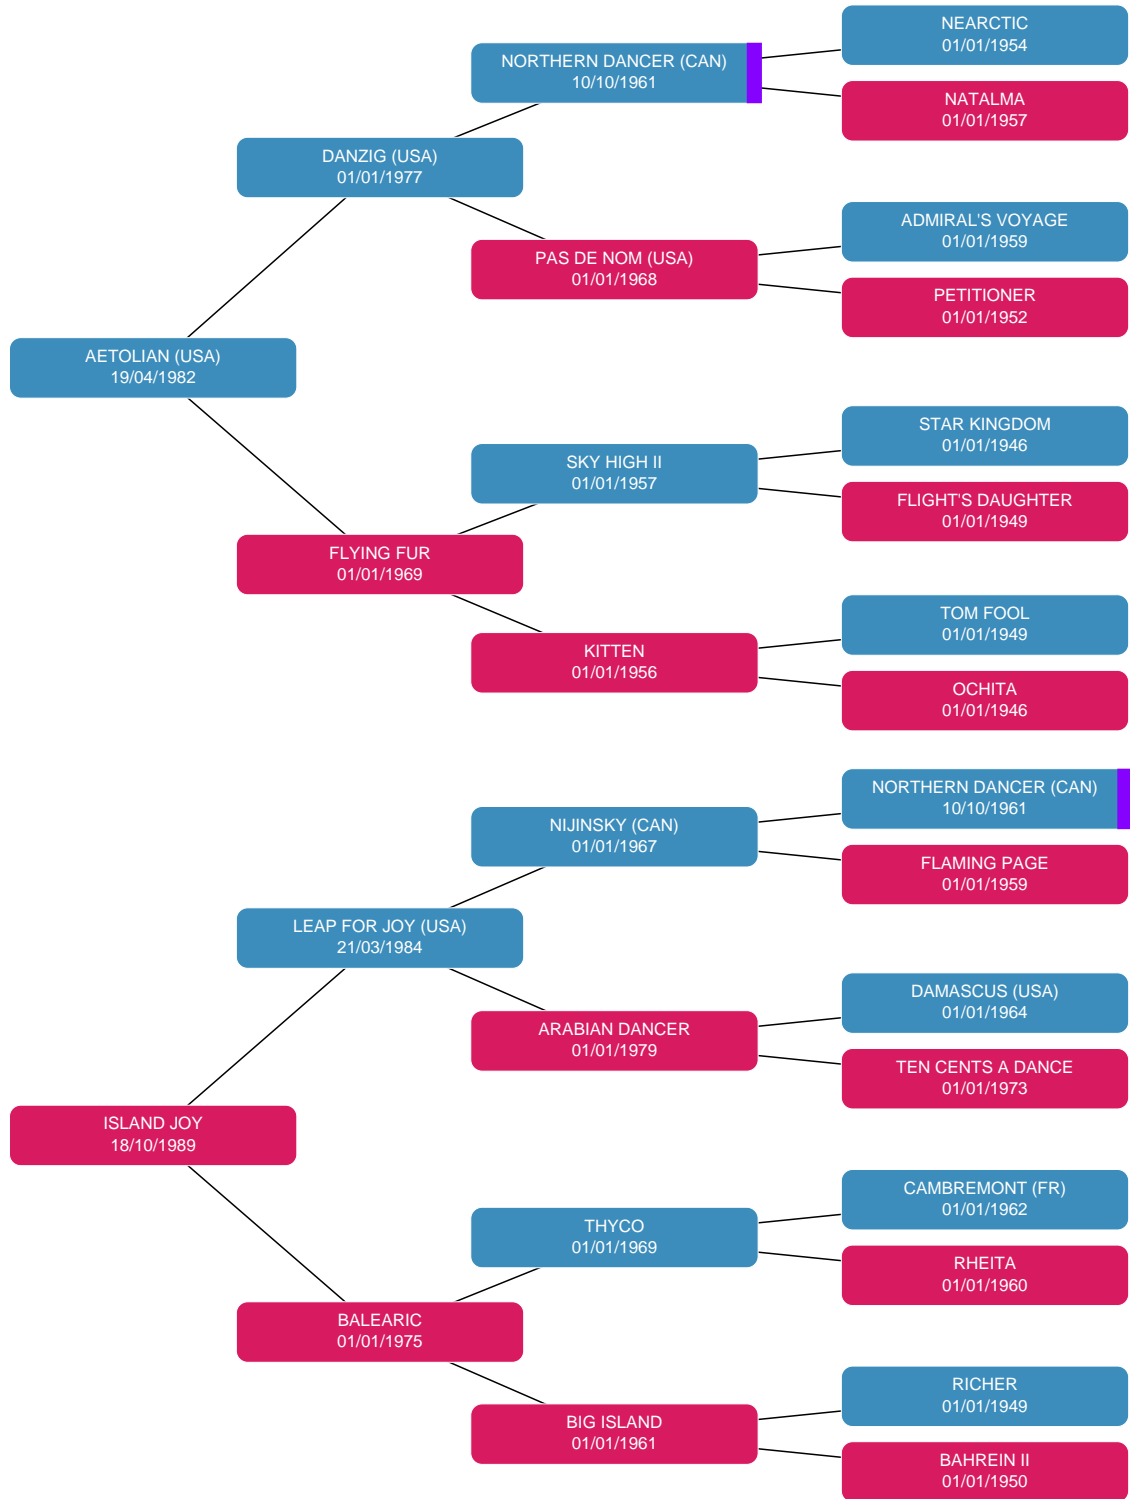 NEARCTIC
01/01/1954
NORTHERN DANCER (CAN)
10/10/1961
NATALMA
01/01/1957
DANZIG (USA)
01/01/1977
ADMIRAL'S VOYAGE
01/01/1959
PAS DE NOM (USA)
01/01/1968
PETITIONER
01/01/1952
AETOLIAN (USA)
19/04/1982
STAR KINGDOM
01/01/1946
SKY HIGH II
01/01/1957
FLIGHT'S DAUGHTER
01/01/1949
FLYING FUR
01/01/1969
TOM FOOL
01/01/1949
KITTEN
01/01/1956
OCHITA
01/01/1946
NORTHERN DANCER (CAN)
10/10/1961
NIJINSKY (CAN)
01/01/1967
FLAMING PAGE
01/01/1959
LEAP FOR JOY (USA)
21/03/1984
DAMASCUS (USA)
01/01/1964
ARABIAN DANCER
01/01/1979
TEN CENTS A DANCE
01/01/1973
ISLAND JOY
18/10/1989
CAMBREMONT (FR)
01/01/1962
THYCO
01/01/1969
RHEITA
01/01/1960
BALEARIC
01/01/1975
RICHER
01/01/1949
BIG ISLAND
01/01/1961
BAHREIN II
01/01/1950